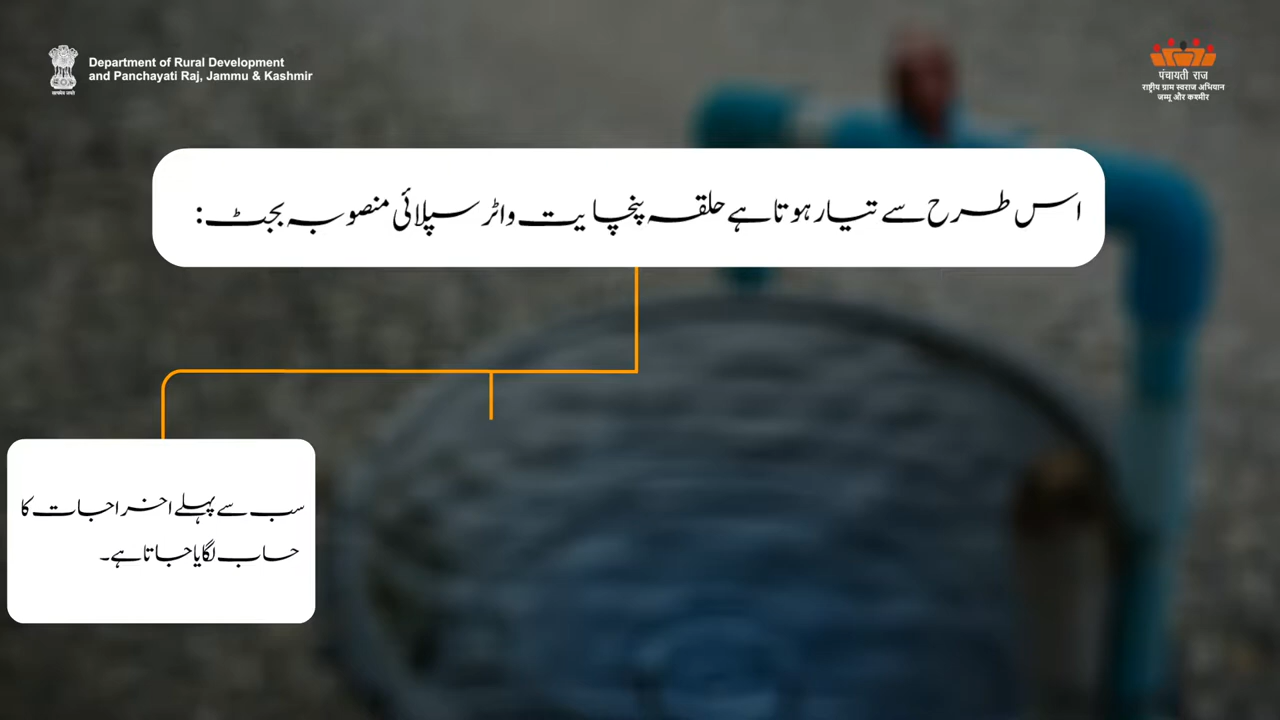 Department of Rural Development
and Panchayati Raj, Jammu & Kashmir
पंचायती राज
राष्ट्रीय ग्राम स्वराज अभियान
जम्मू और कश्मीर
اس طرح سے تیار ہوتا ہے حلقہ پنچایت واٹر سپلائی منصوبہ بجٹ:
سب سے پہلے اخراجات کا
حساب لگایا جاتا ہے۔